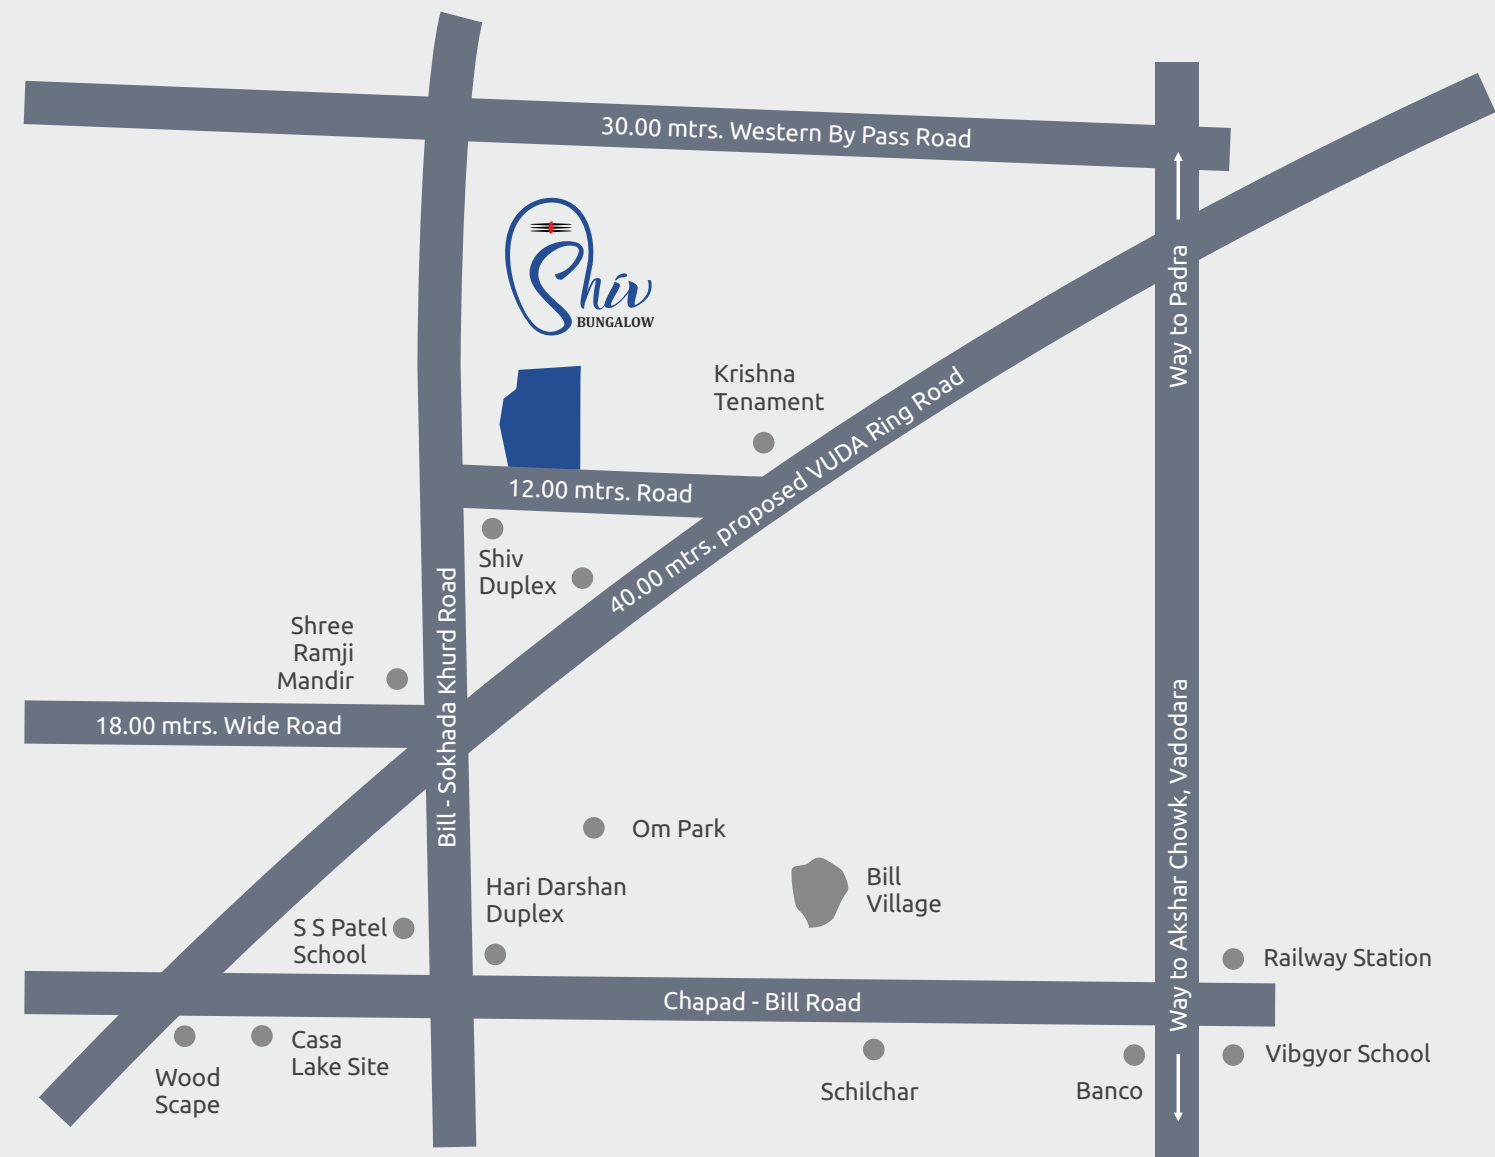 30.00 mtrs. Western By Pass Road
Shiv
BUNGALOW
Way to Padra
Krishna
Tenament
40.00 mtrs. proposed VUDA Ring Road
12.00 mtrs. Road
Shiv
Duplex
Bill - Sokhada Khurd Road
Shree
Ramji
Mandir
18.00 mtrs. Wide Road
Way to Akshar Chowk, Vadodara
Om Park
Bill
Village
Hari Darshan
Duplex
S S Patel
School
Railway Station
Chapad - Bill Road
Casa
Lake Site
Wood
Scape
Schilchar
Banco
Vibgyor School